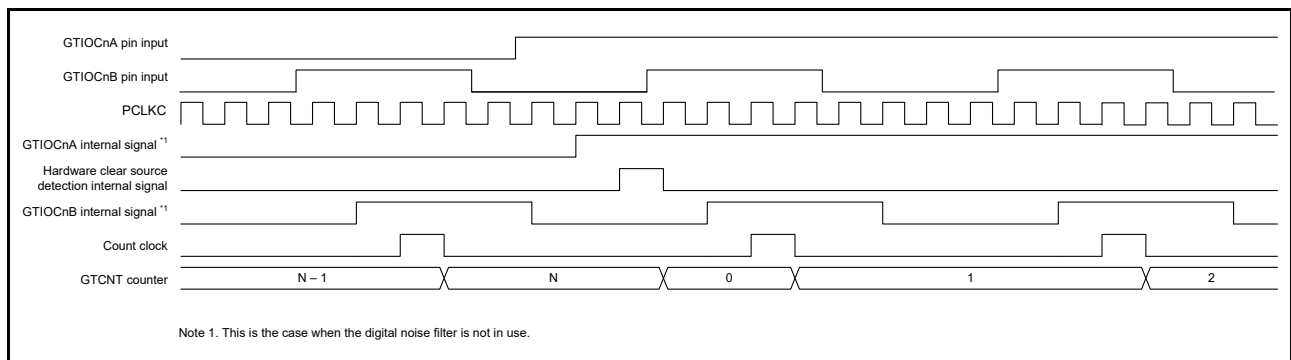 GTIOCnA pin input
GTIOCnB pin input
PCLKC
GTIOCnA internal signal *1
Hardware clear source
detection internal signal
GTIOCnB internal signal *1
Count clock
GTCNT counter
N – 1
N
0
1
2
Note 1. This is the case when the digital noise filter is not in use.